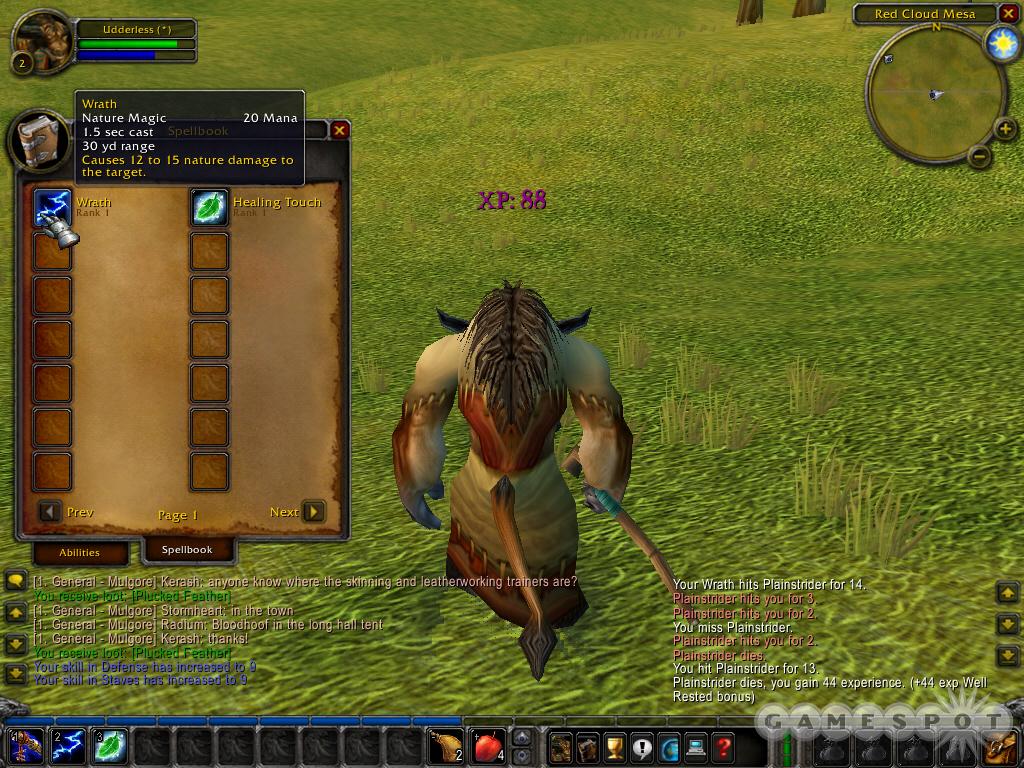 Udderless (*)
2
Red Cloud Mesa
N
Wrath
Nature Magic 20 Mana
1.5 sec cast
30 yd range
Causes 12 to 15 nature damage to
the target.
Spellbook
Wrath
Rank 1
Healing Touch
Rank 1
XP: 88
Prev
Page 1
Next
Abilities
Spellbook
[1. General - Mulgore] Kerash: anyone know where the skinning and leatherworking trainers are?
You receive loot: [Plucked Feather]
[1. General - Mulgore] Stormheart: in the town
[1. General - Mulgore] Radium: Bloodhoof in the long hall tent
[1. General - Mulgore] Kerash: thanks!
You receive loot: [Plucked Feather]
Your skill in Defense has increased to 9
Your skill in Staves has increased to 9
Your Wrath hits Plainstrider for 14.
Plainstrider hits you for 3.
Plainstrider hits you for 2.
You miss Plainstrider.
Plainstrider hits you for 2.
Plainstrider dies.
You hit Plainstrider for 13.
Plainstrider dies, you gain 44 experience. (+44 exp Well
Rested bonus)
GAMESPOT
1
2
3
2
4